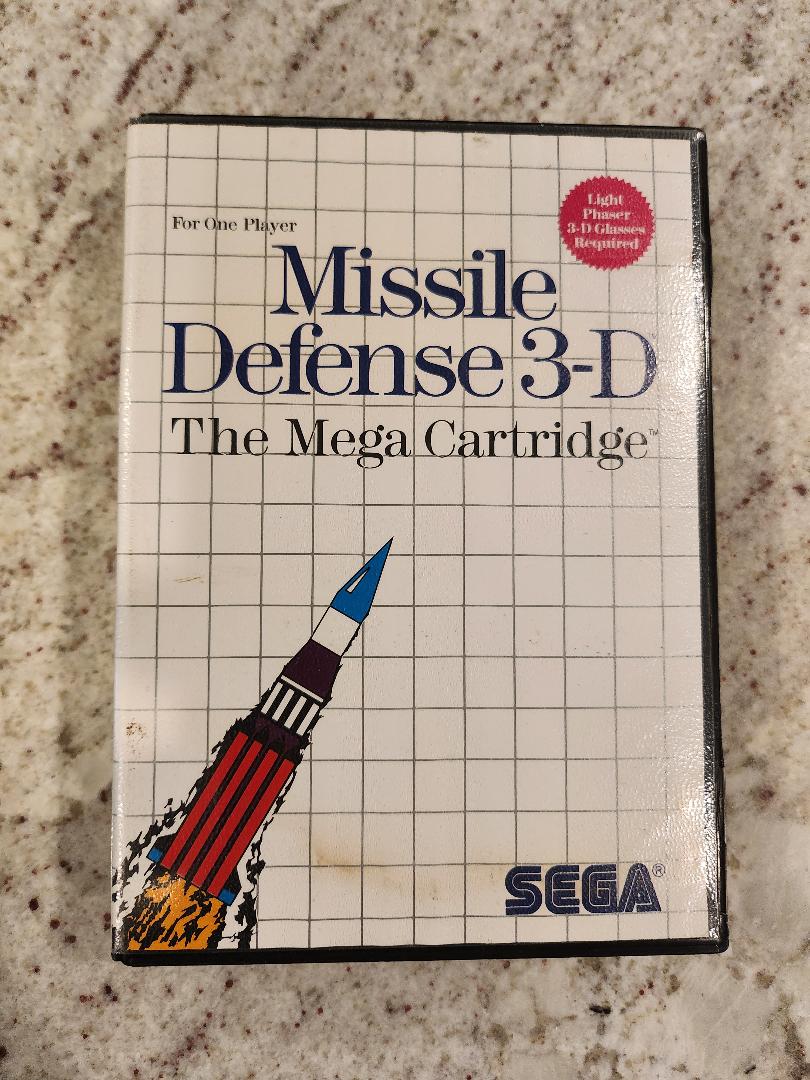 For One Player
Light
Phaser
3-D Glasses
Required
Missile
Defense 3-D
The Mega Cartridge™
SEGA®